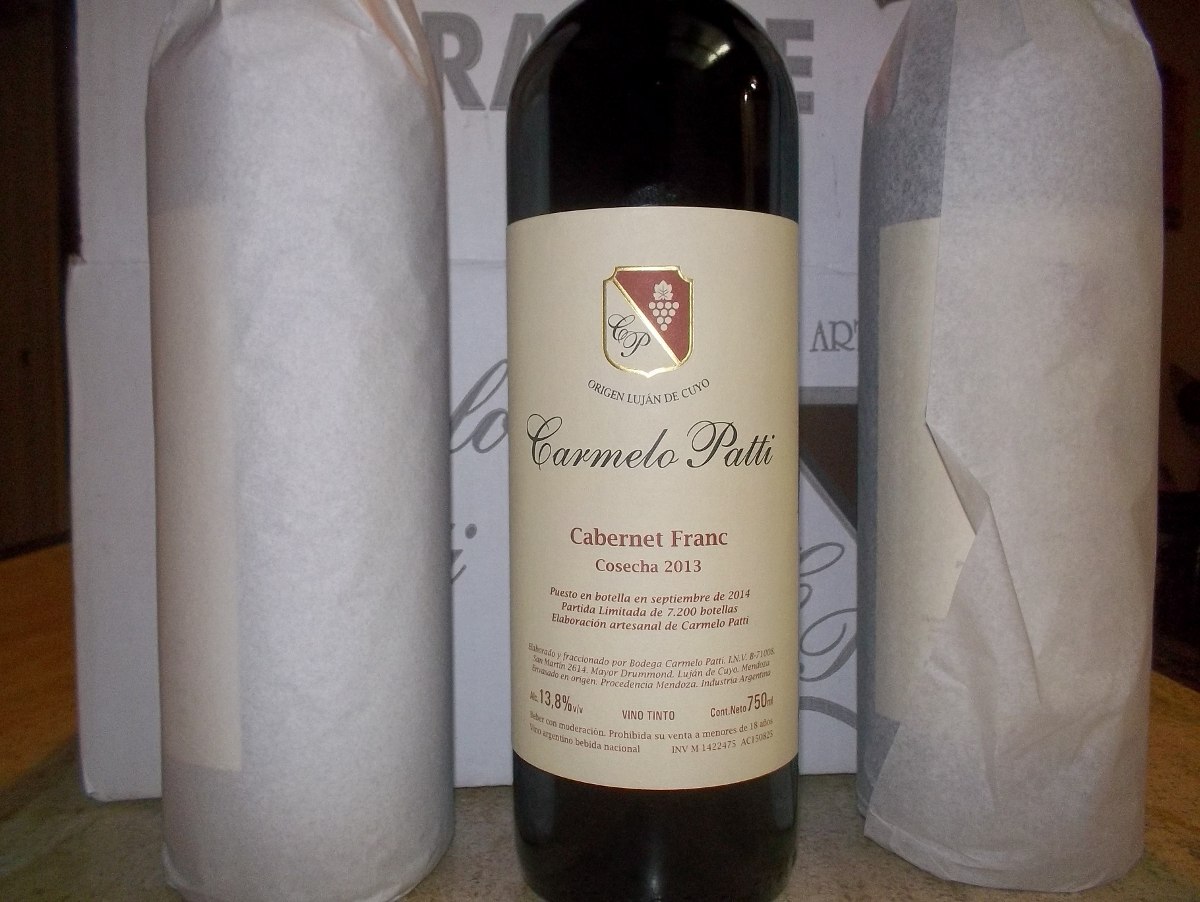 RA
E
ART
lo
i
CP
ORIGEN LUJÁN DE CUYO
Carmelo Patti
Cabernet Franc
Cosecha 2013
Puesto en botella en septiembre de 2014
Partida Limitada de 7.200 botellas
Elaboración artesanal de Carmelo Patti
Elaborado y fraccionado por Bodega Carmelo Patti. I.N.V. B-71008.
San Martín 2614. Mayor Drummond. Luján de Cuyo. Mendoza
Envasado en origen. Procedencia Mendoza. Industria Argentina
Alc. 13,8% v/v VINO TINTO Cont. Neto 750 ml
Beber con moderación. Prohibida su venta a menores de 18 años
Vino argentino bebida nacional INV M 1422475 AC150825